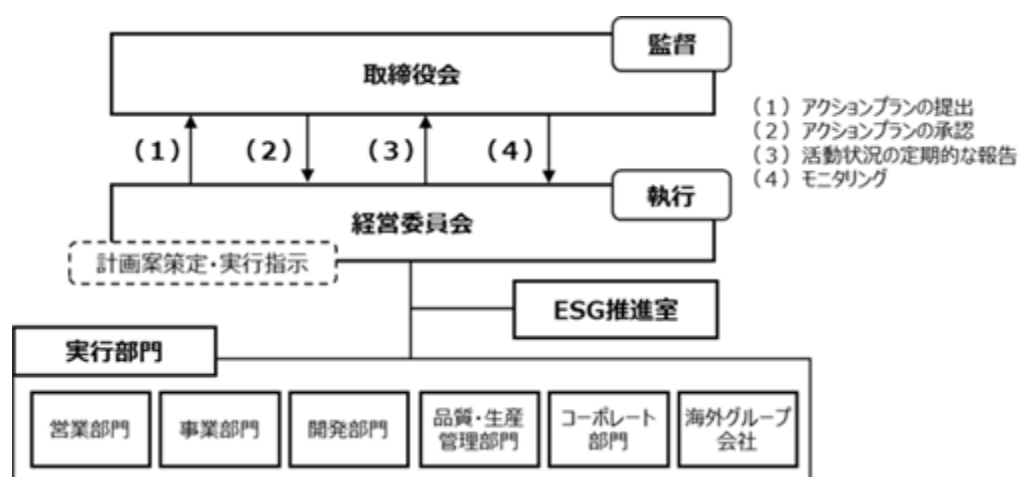 監督
取締役会
（1）
（2）
（3）
（4）
（1）アクションプランの提出
（2）アクションプランの承認
（3）活動状況の定期的な報告
（4）モニタリング
執行
経営委員会
計画案策定・実行指示
ESG推進室
実行部門
営業部門
事業部門
開発部門
品質・生産
管理部門
コーポレート
部門
海外グループ
会社